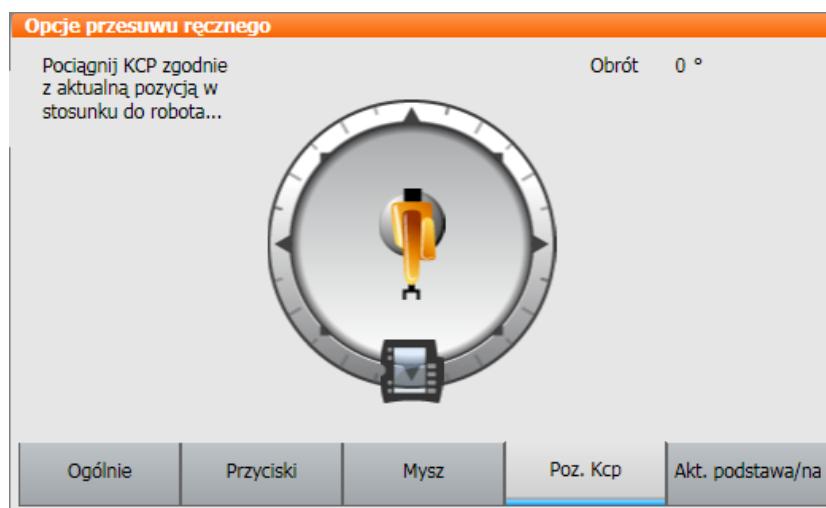 Opcje przesuwu ręcznego
Pociągnij KCP zgodnie
z aktualną pozycją w
stosunku do robota...
Obrót 0 °
Ogólnie
Przyciski
Mysz
Poz. Kcp
Akt. podstawa/na